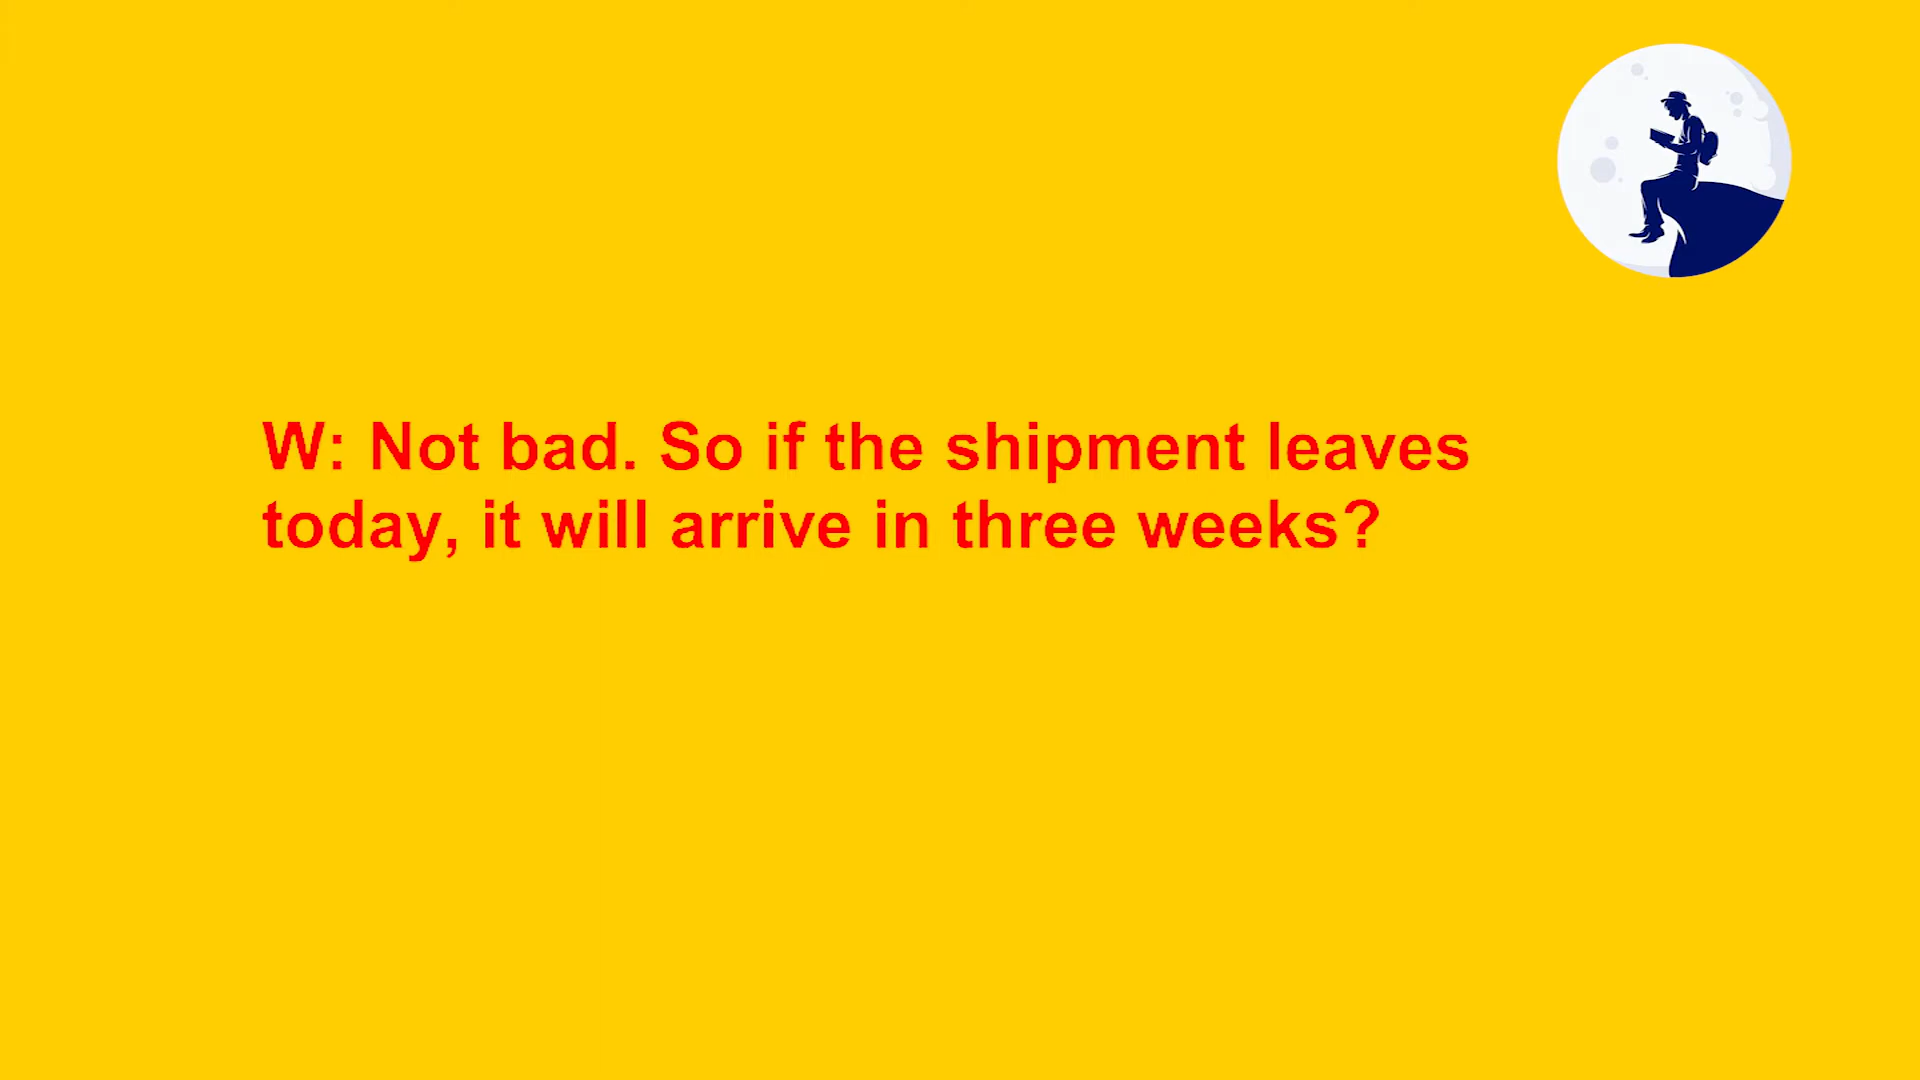 W: Not bad. So if the shipment leaves
today, it will arrive in three weeks?